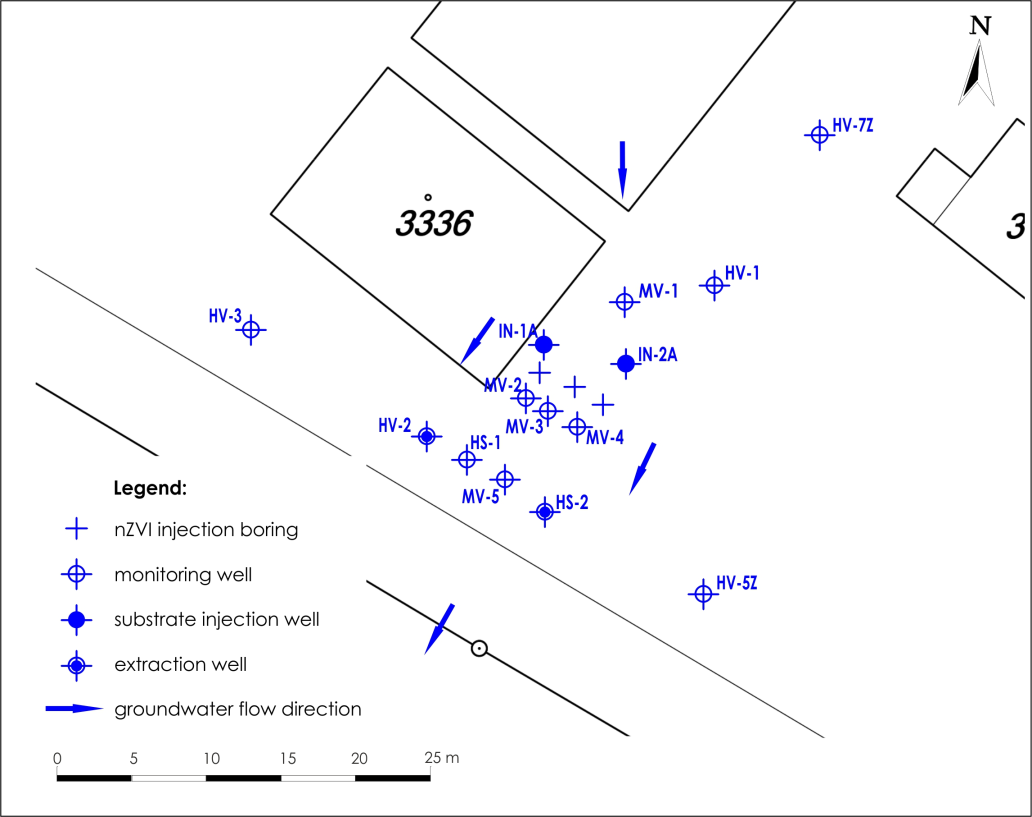 N
HV-7Z
3336
3
HV-1
MV-1
HV-3
IN-1A
IN-2A
MV-2
MV-3
MV-4
HV-2
HS-1
MV-5
HS-2
HV-5Z
Legend:
nZVI injection boring
monitoring well
substrate injection well
extraction well
groundwater flow direction
0 5 10 15 20 25 m